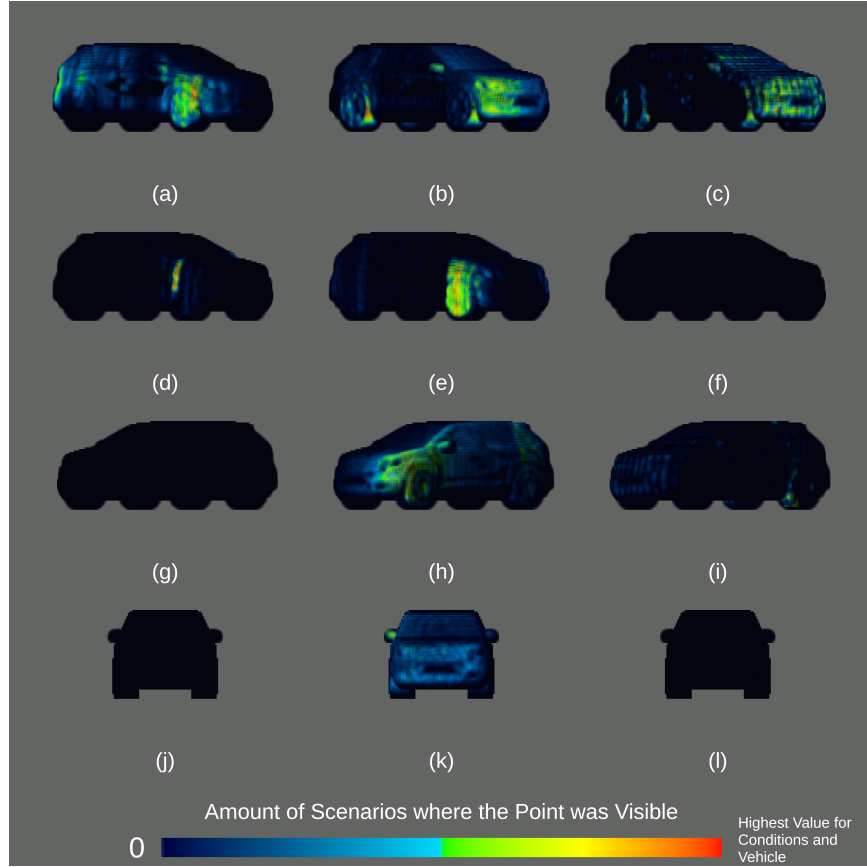 (a) (b) (c)
(d) (e) (f)
(g) (h) (i)
(j) (k) (l)
Amount of Scenarios where the Point was Visible
0
Highest Value for
Conditions and
Vehicle